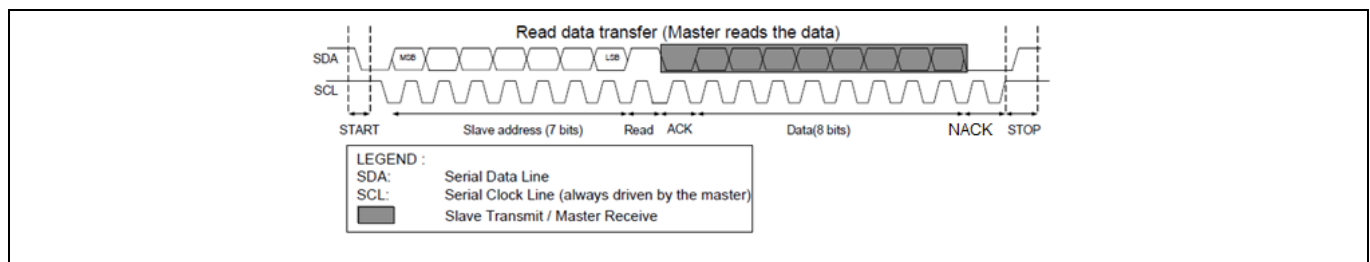 Read data transfer (Master reads the data)
SDA MSB LSB
SCL
START Slave address (7 bits) Read ACK Data(8 bits) NACK STOP
LEGEND :
SDA: Serial Data Line
SCL: Serial Clock Line (always driven by the master)
Slave Transmit / Master Receive